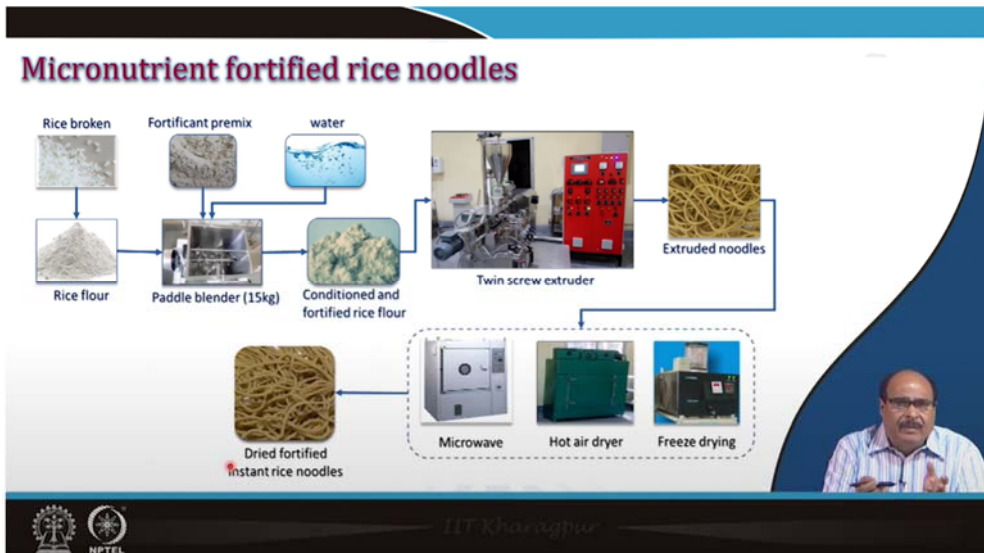 Micronutrient fortified rice noodles
Rice broken
Fortificant premix
water
Rice flour
Paddle blender (15kg)
Conditioned and
fortified rice flour
Twin screw extruder
Extruded noodles
Microwave
Hot air dryer
Freeze drying
Dried fortified
instant rice noodles
IIT Kharagpur
NPTEL